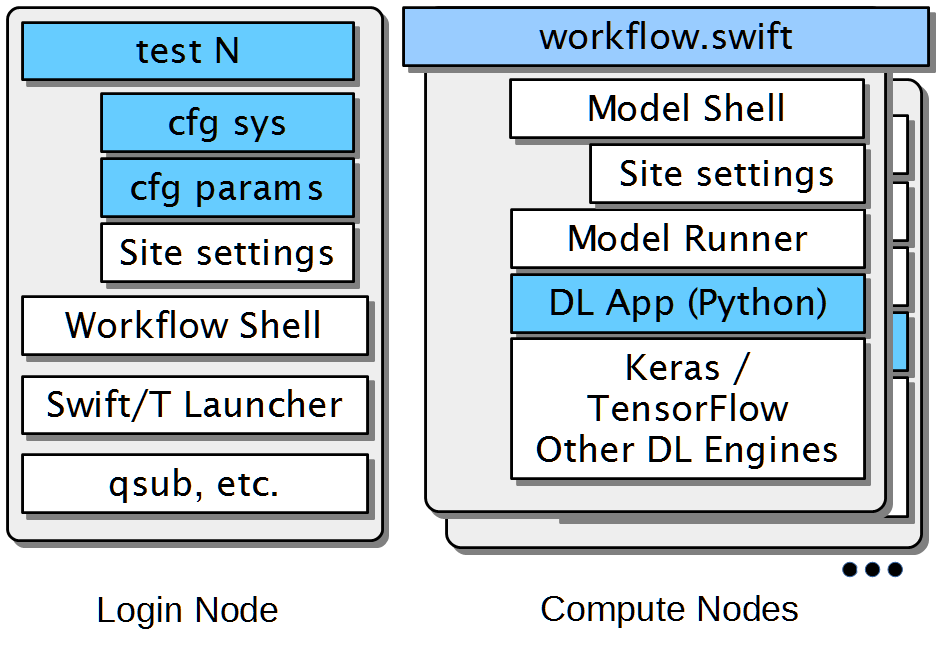 test N
cfg sys
cfg params
Site settings
Workflow Shell
Swift/T Launcher
qsub, etc.
Login Node
workflow.swift
Model Shell
Site settings
Model Runner
DL App (Python)
Keras /
TensorFlow
Other DL Engines
Compute Nodes